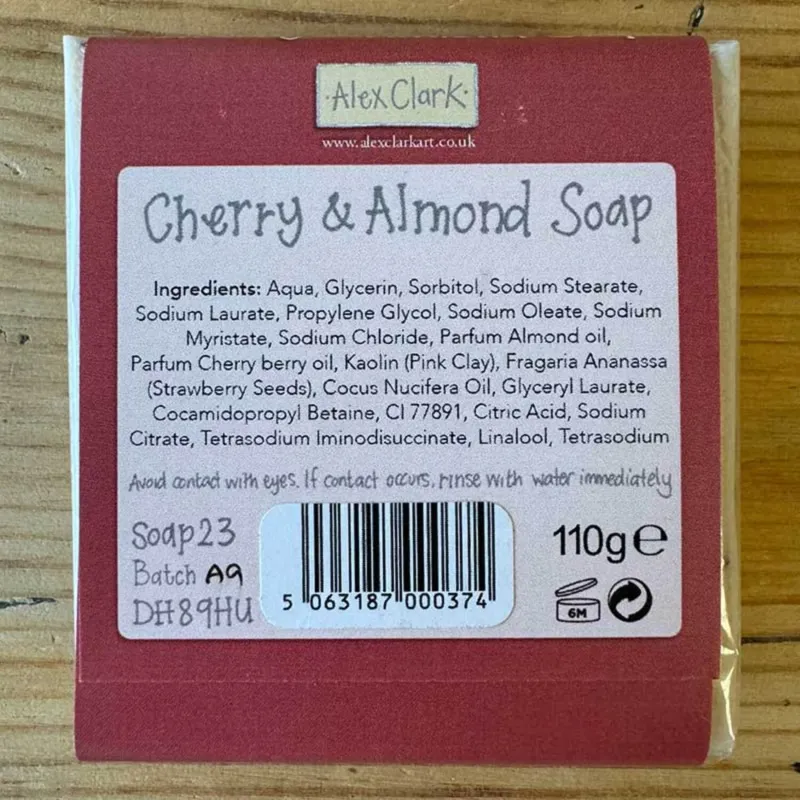 ·Alex Clark·
www.alexclarkart.co.uk
Cherry & Almond Soap
Ingredients: Aqua, Glycerin, Sorbitol, Sodium Stearate,
Sodium Laurate, Propylene Glycol, Sodium Oleate, Sodium
Myristate, Sodium Chloride, Parfum Almond oil,
Parfum Cherry berry oil, Kaolin (Pink Clay), Fragaria Ananassa
(Strawberry Seeds), Cocus Nucifera Oil, Glyceryl Laurate,
Cocamidopropyl Betaine, CI 77891, Citric Acid, Sodium
Citrate, Tetrasodium Iminodisuccinate, Linalool, Tetrasodium
Avoid contact with eyes. If contact occurs, rinse with water immediately
Soap23
Batch A9
DH89HU
5 063187 000374
110g e
6M